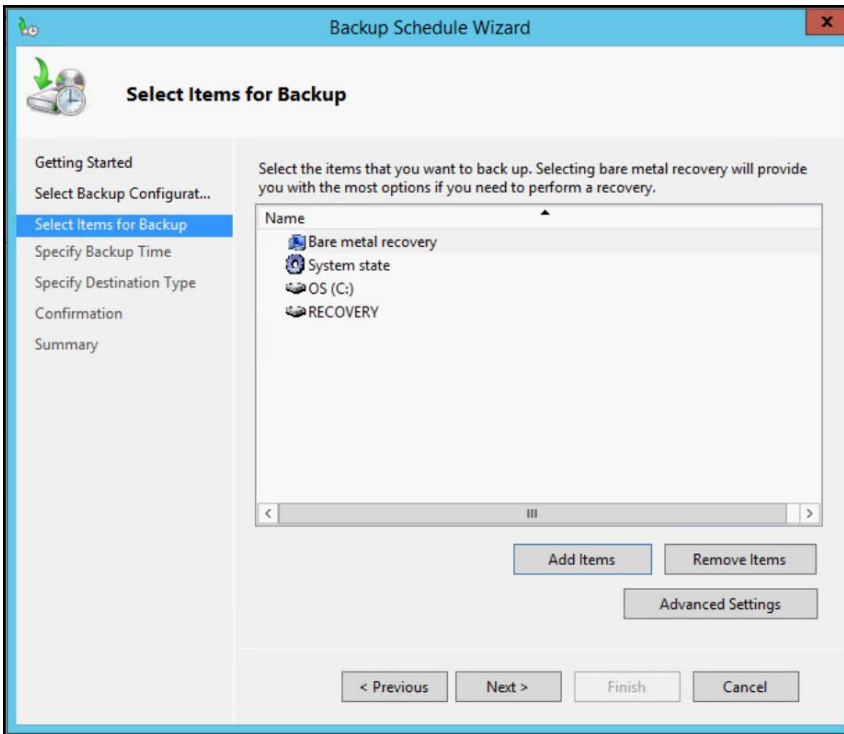 Backup Schedule Wizard
x
Select Items for Backup
Getting Started
Select Backup Configurat...
Select Items for Backup
Specify Backup Time
Specify Destination Type
Confirmation
Summary
Select the items that you want to back up. Selecting bare metal recovery will provide
you with the most options if you need to perform a recovery.
Name
Bare metal recovery
System state
OS (C:)
RECOVERY
Add Items
Remove Items
Advanced Settings
< Previous
Next >
Finish
Cancel